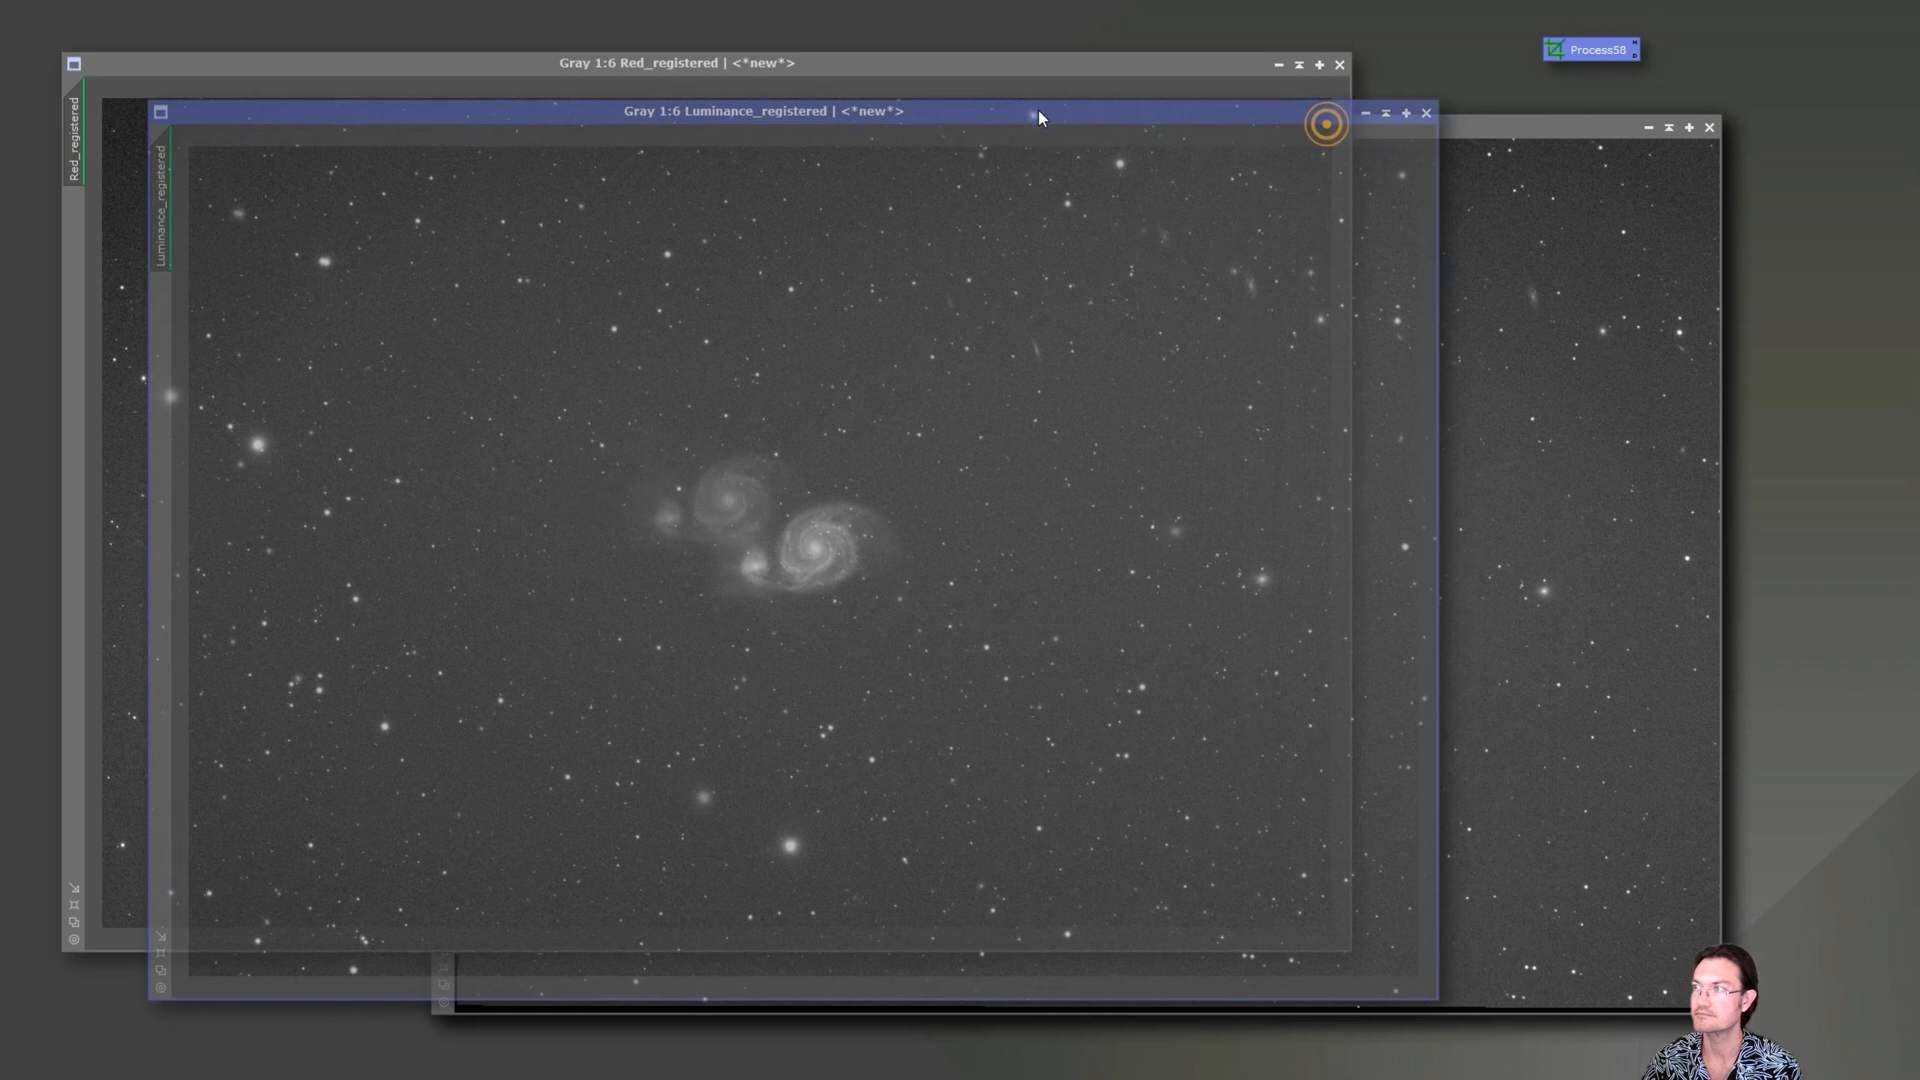 Gray 1:6 Red_registered | <*new*>
Process58
Red_registered
Gray 1:6 Luminance_registered | <*new*>
Luminance_registered